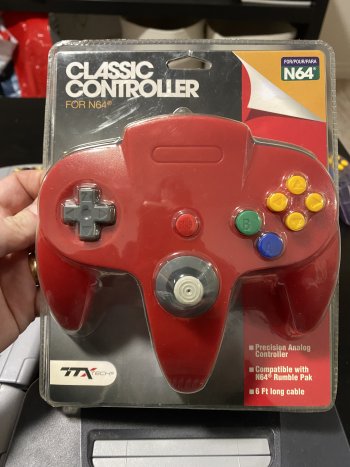 CLASSIC
CONTROLLER
FOR N64®
FOR/POUR/PARA
N64®
B
A
■ Precision Analog
Controller
■ Compatible with
N64® Rumble Pak
■ 6 Ft long cable
TTX TECH®